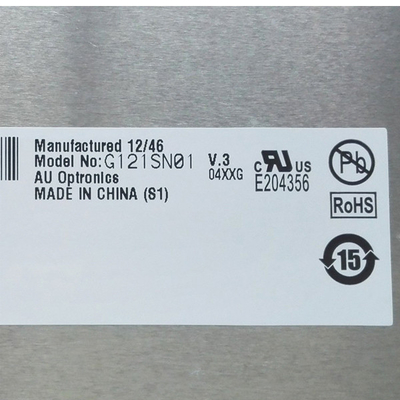 Manufactured 12/46
Model No: G121SN01 V.3
04XXG
AU Optronics
MADE IN CHINA (S1)
c RU US
E204356
Pb
RoHS
15